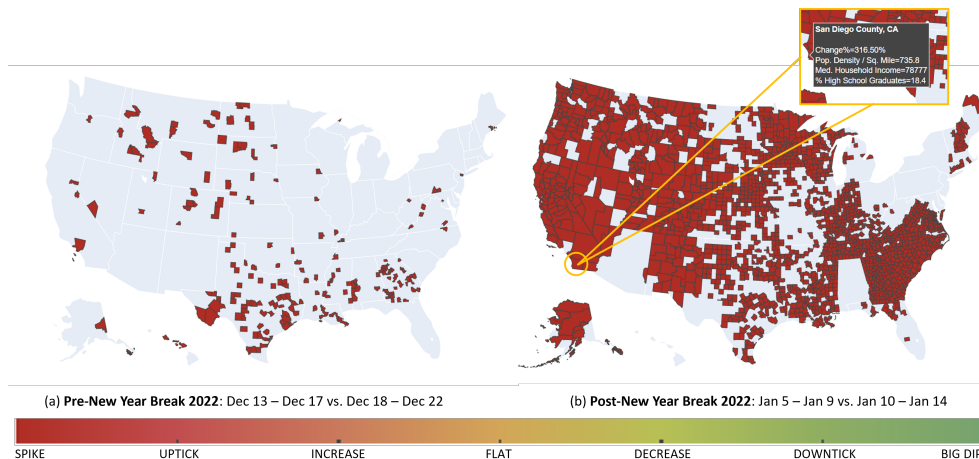 San Diego County, CA
Change%=316.50%
Pop. Density / Sq. Mile=735.8
Med. Household Income=78777
% High School Graduates=18.4
(a) Pre-New Year Break 2022: Dec 13 – Dec 17 vs. Dec 18 – Dec 22
(b) Post-New Year Break 2022: Jan 5 – Jan 9 vs. Jan 10 – Jan 14
SPIKE UPTICK INCREASE FLAT DECREASE DOWNTICK BIG DIP